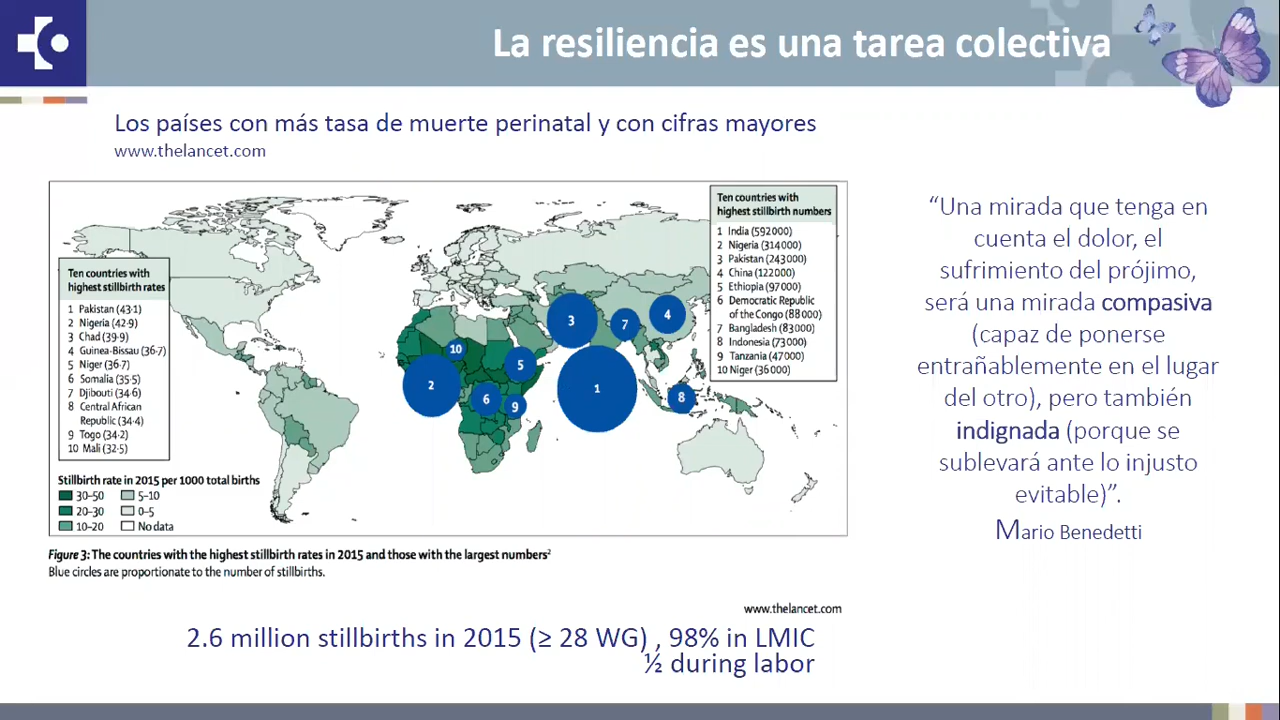 La resiliencia es una tarea colectiva
Los países con más tasa de muerte perinatal y con cifras mayores
www.thelancet.com
Ten countries with
highest stillbirth rates
1 Pakistan (43·1)
2 Nigeria (42·9)
3 Chad (39·9)
4 Guinea-Bissau (36·7)
5 Niger (36·7)
6 Somalia (35·5)
7 Djibouti (34·6)
8 Central African
Republic (34·4)
9 Togo (34·2)
10 Mali (32·5)
Stillbirth rate in 2015 per 1000 total births
30–50
20–30
10–20
5–10
0–5
No data
1
2
3
4
5
6
7
8
9
10
Ten countries with
highest stillbirth numbers
1 India (592 000)
2 Nigeria (314 000)
3 Pakistan (243 000)
4 China (122 000)
5 Ethiopia (97 000)
6 Democratic Republic
of the Congo (88 000)
7 Bangladesh (83 000)
8 Indonesia (73 000)
9 Tanzania (47 000)
10 Niger (36 000)
Figure 3: The countries with the highest stillbirth rates in 2015 and those with the largest numbers²
Blue circles are proportionate to the number of stillbirths.
www.thelancet.com
2.6 million stillbirths in 2015 (≥ 28 WG) , 98% in LMIC
½ during labor
“Una mirada que tenga en
cuenta el dolor, el
sufrimiento del prójimo,
será una mirada compasiva
(capaz de ponerse
entrañablemente en el lugar
del otro), pero también
indignada (porque se
sublevará ante lo injusto
evitable)”.
Mario Benedetti